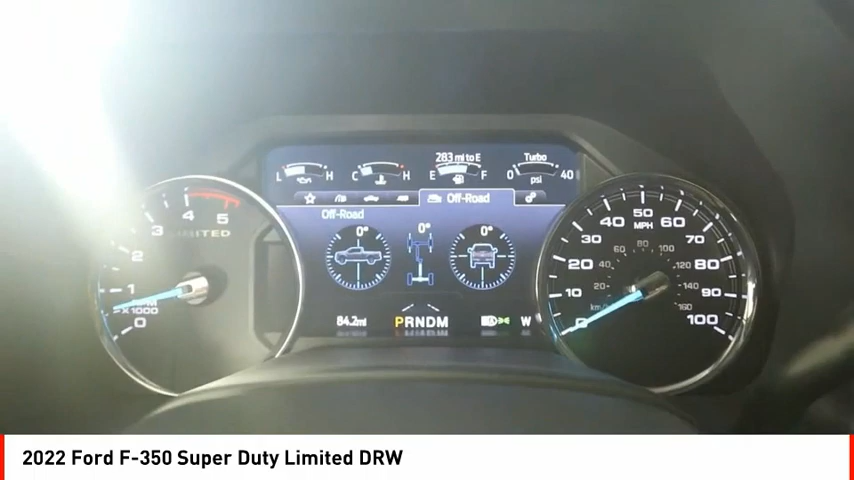 283 mi to E
Turbo
L H C H E F 0 40
psi
Off-Road
Off-Road
0° 0° 0°
84.2mi PRNDM W
0 1 2 3 4 5
LIMITED
X1000
0 10 20 30 40 50 60 70 80 90 100
MPH
20 40 60 80 100 120 140 160
km/h
2022 Ford F-350 Super Duty Limited DRW